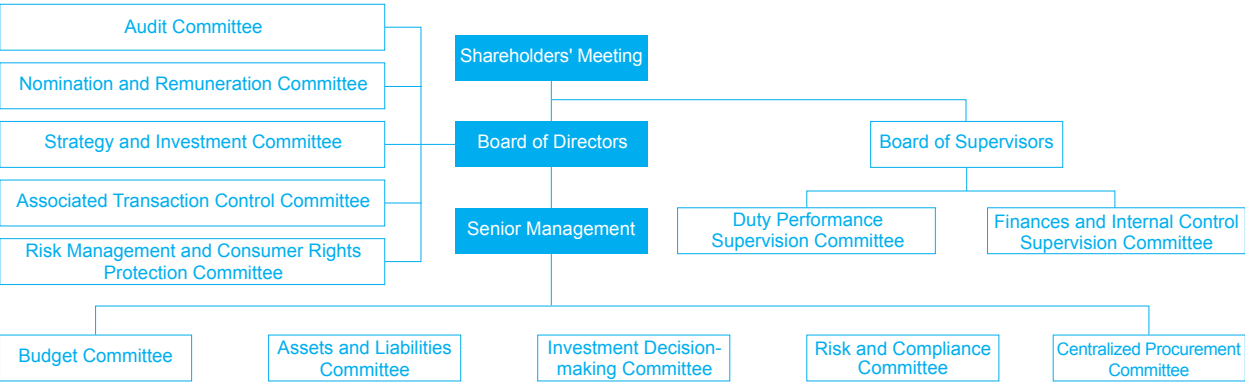 Audit Committee
Shareholders' Meeting
Nomination and Remuneration Committee
Strategy and Investment Committee
Board of Directors
Board of Supervisors
Associated Transaction Control Committee
Senior Management
Duty Performance
Supervision Committee
Finances and Internal Control
Supervision Committee
Risk Management and Consumer Rights
Protection Committee
Budget Committee
Assets and Liabilities
Committee
Investment Decision-
making Committee
Risk and Compliance
Committee
Centralized Procurement
Committee